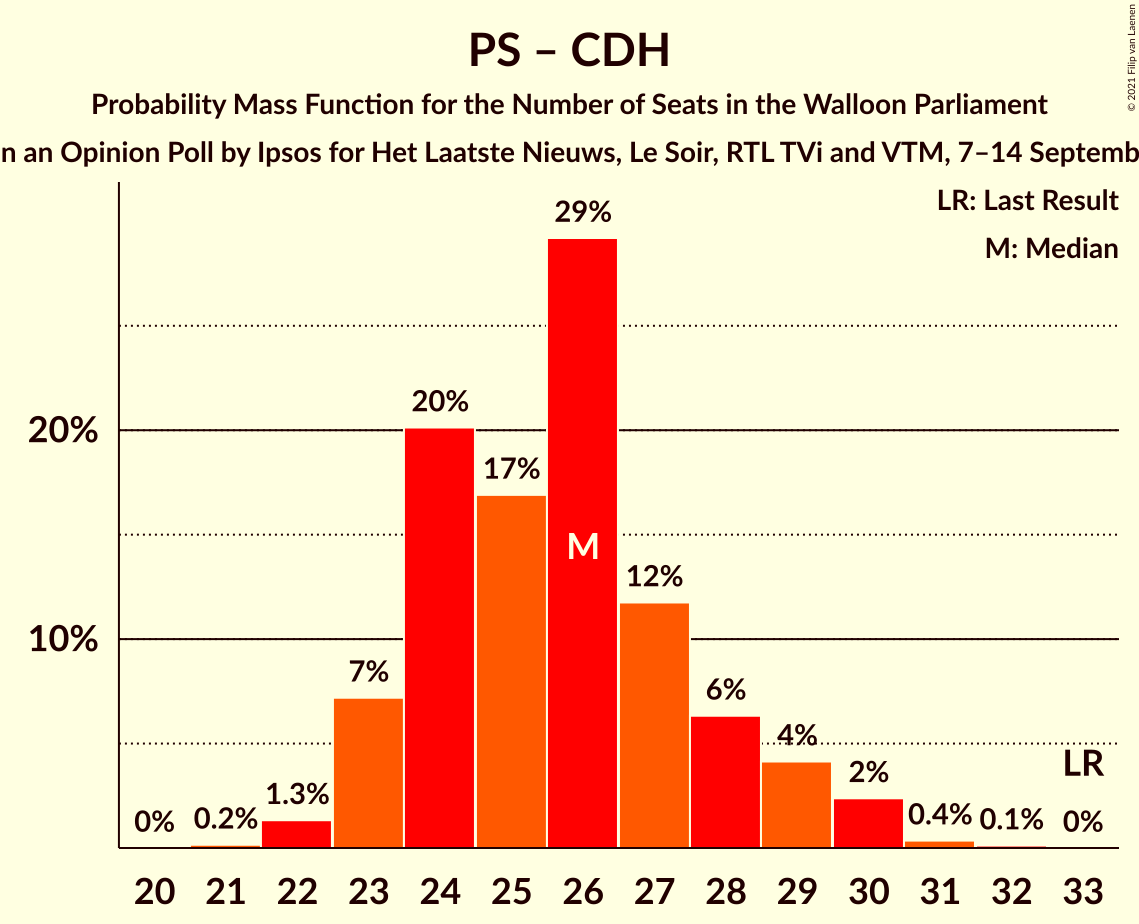 PS – CDH
Probability Mass Function for the Number of Seats in the Walloon Parliament
n an Opinion Poll by Ipsos for Het Laatste Nieuws, Le Soir, RTL TVi and VTM, 7–14 Septemb
© 2021 Filip van Laenen
LR: Last Result
M: Median
29%
20%
20%
17%
M
12%
10%
7%
6%
4%
LR
2%
1.3%
0%
0.2%
0.4%
0.1%
0%
20 21 22 23 24 25 26 27 28 29 30 31 32 33